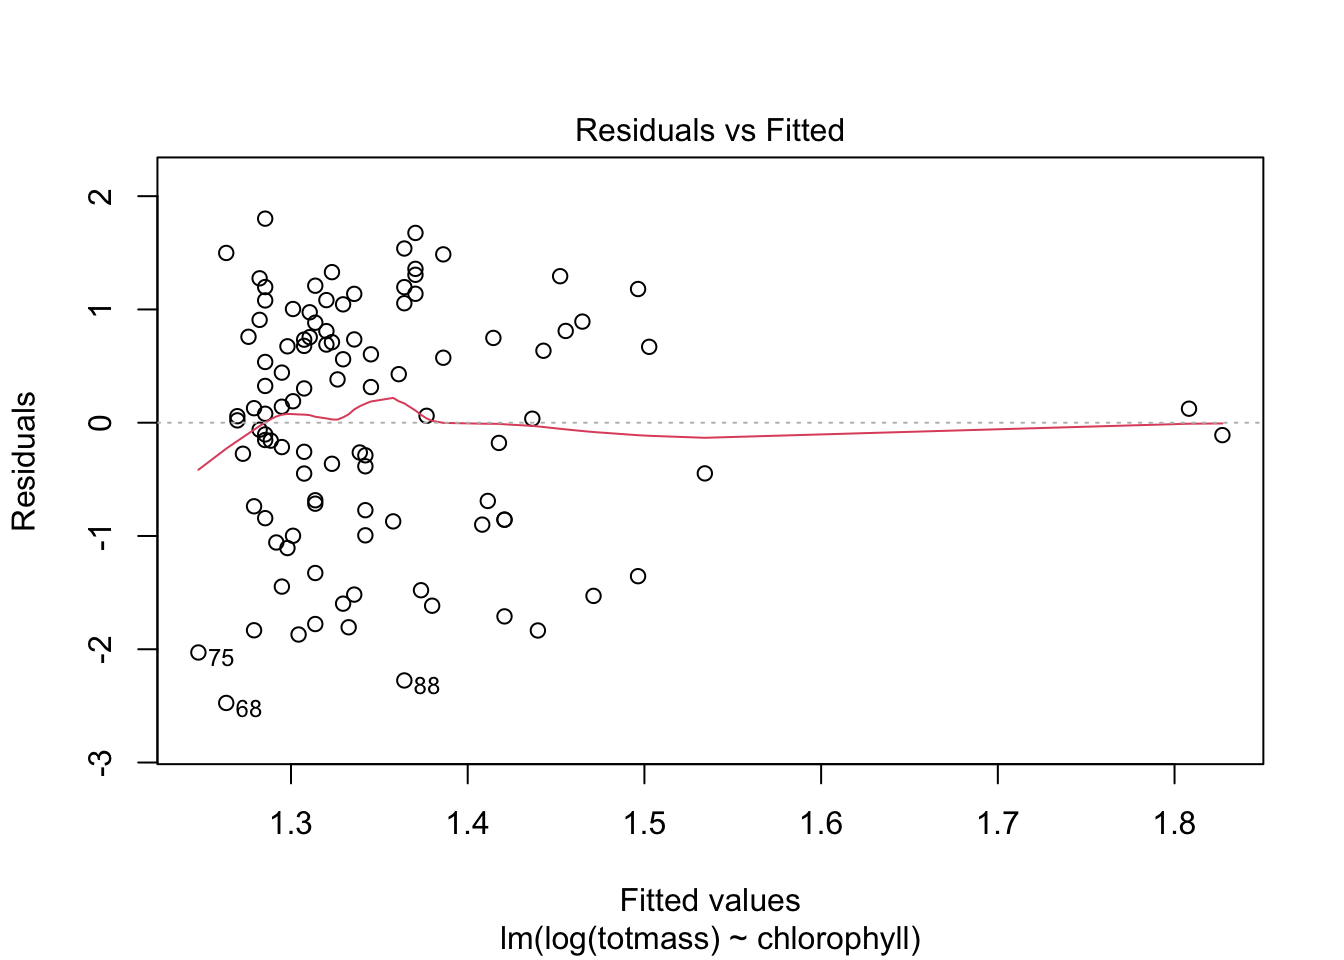 Residuals vs Fitted
Residuals
2
1
0
-1
-2
-3
75
68
88
1.3 1.4 1.5 1.6 1.7 1.8
Fitted values
lm(log(totmass) ~ chlorophyll)